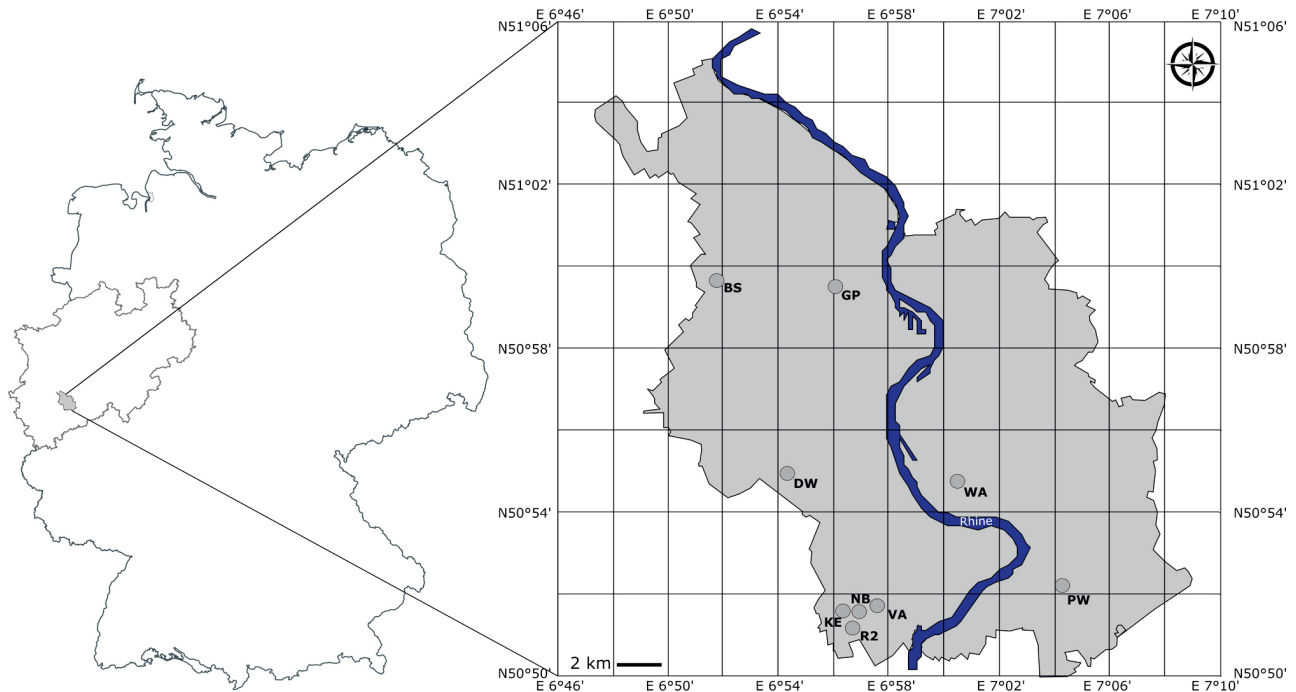 E 6°46' E 6°50' E 6°54' E 6°58' E 7°02' E 7°06' E 7°10'
N51°06' N51°06'
N51°02' N51°02'
BS GP
N50°58' N50°58'
DW WA
N50°54' Rhine N50°54'
PW
NB
KE VA
R2
2 km
N50°50' N50°50'
E 6°46' E 6°50' E 6°54' E 6°58' E 7°02' E 7°06' E 7°10'